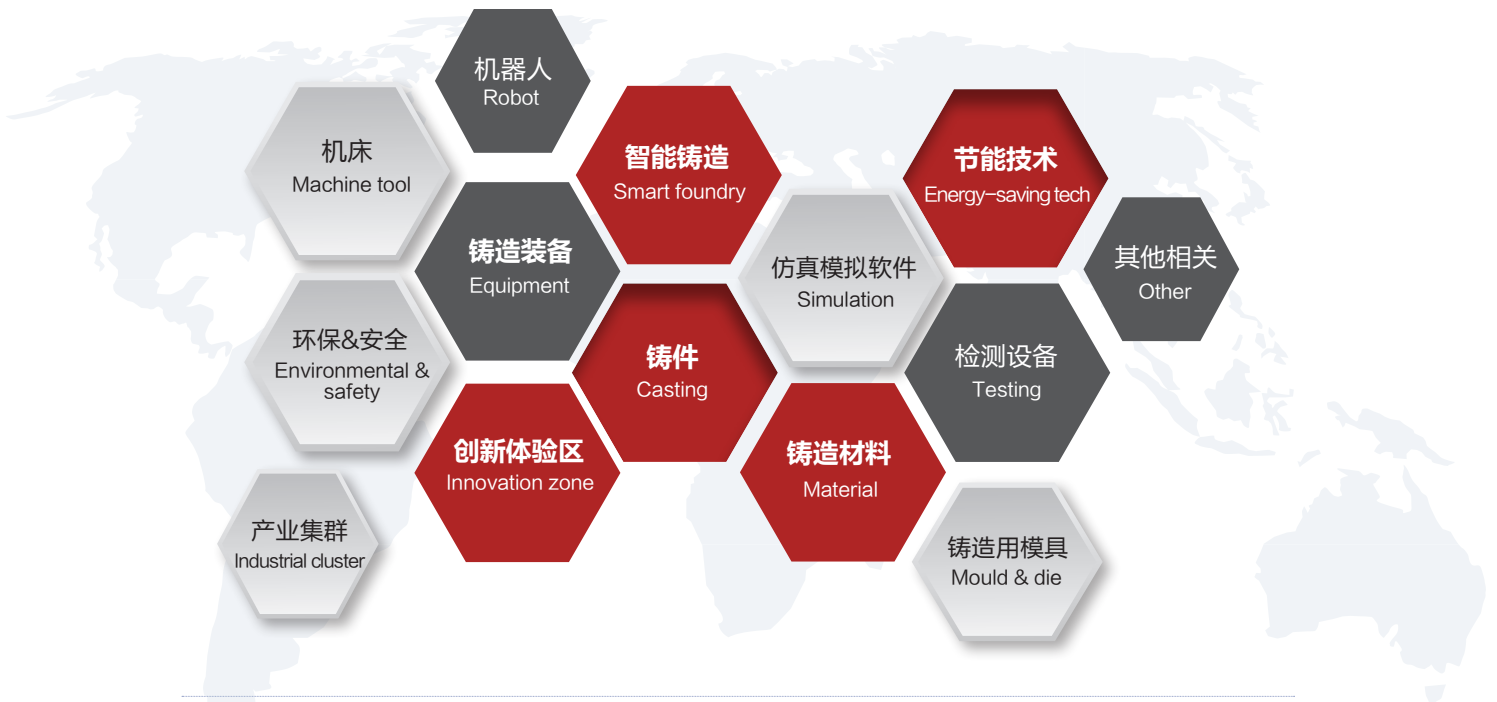 机器人
Robot
机床
Machine tool
智能铸造
Smart foundry
节能技术
Energy-saving tech
铸造装备
Equipment
仿真模拟软件
Simulation
其他相关
Other
环保&安全
Environmental &
safety
铸件
Casting
检测设备
Testing
创新体验区
Innovation zone
铸造材料
Material
产业集群
Industrial cluster
铸造用模具
Mould & die